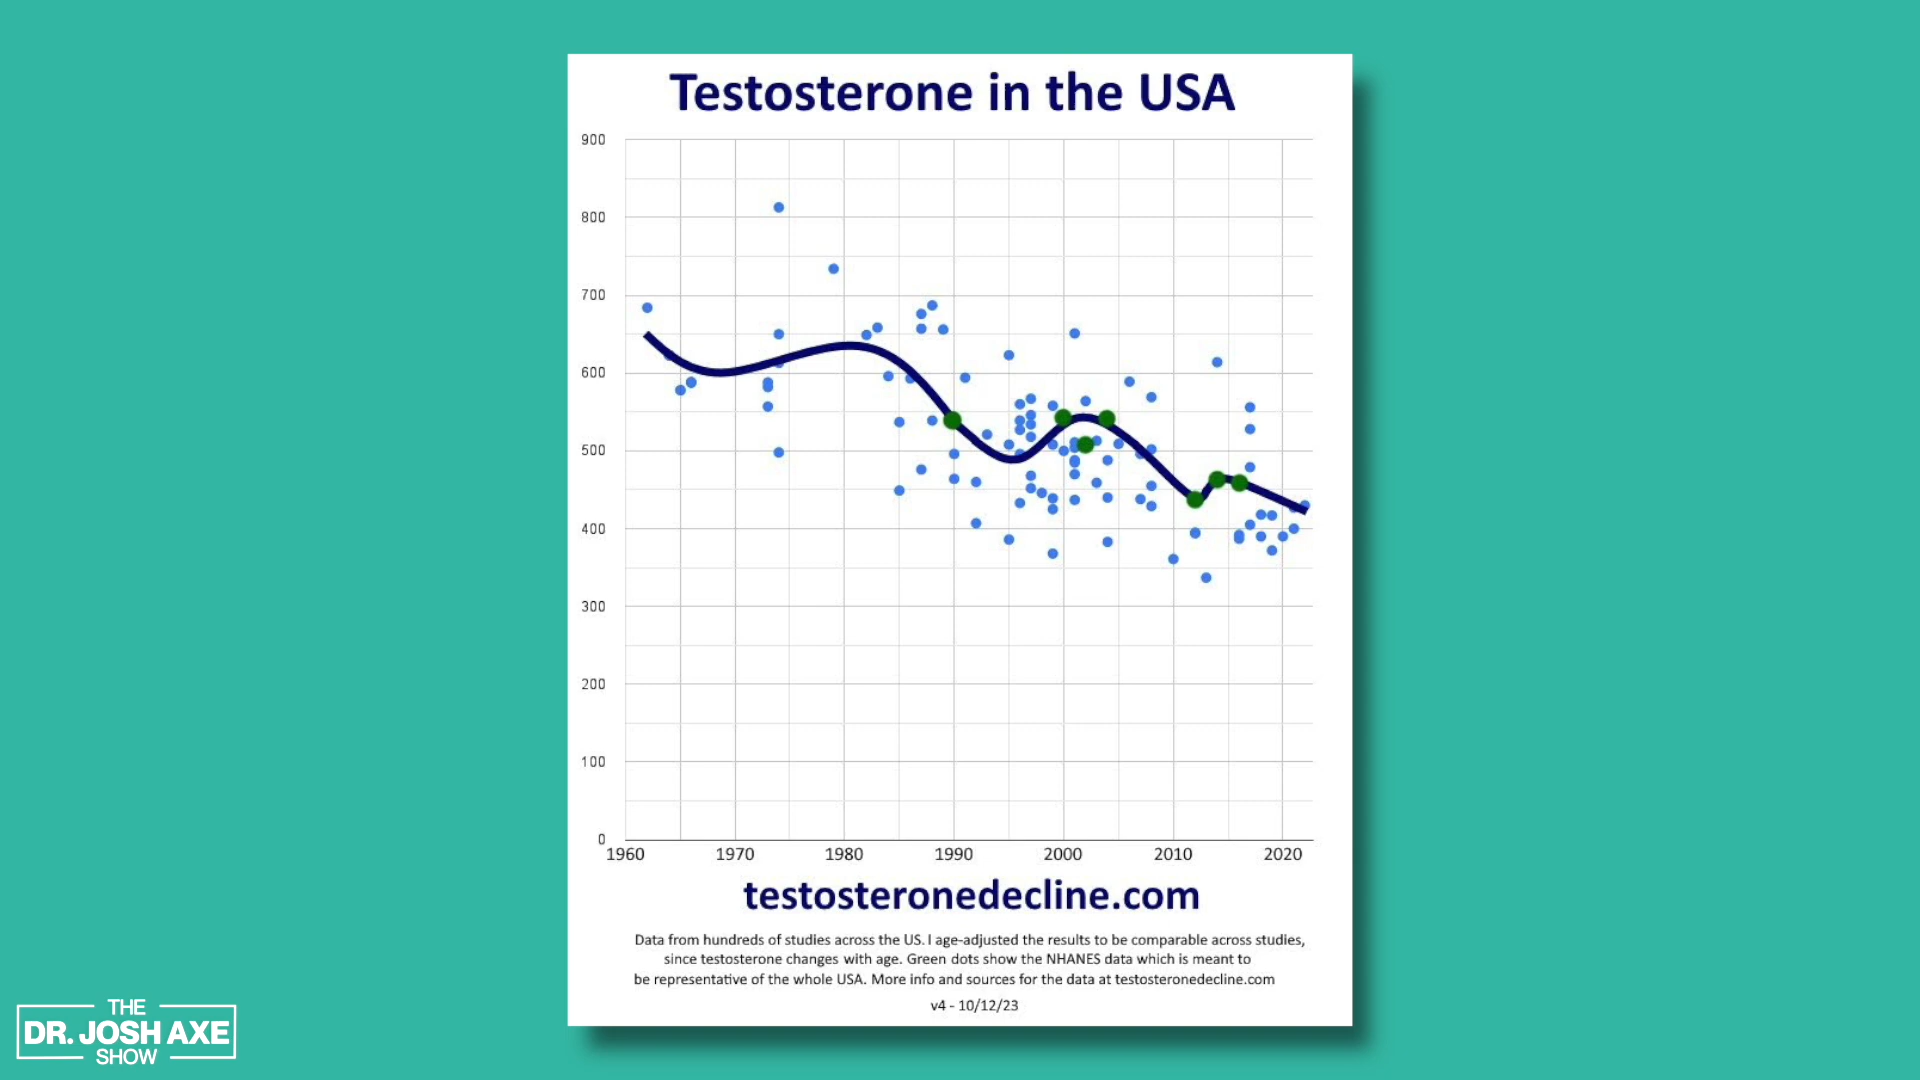 Testosterone in the USA
900
800
700
600
500
400
300
200
100
0
1960 1970 1980 1990 2000 2010 2020
testosteronedecline.com
Data from hundreds of studies across the US. I age-adjusted the results to be comparable across studies,
since testosterone changes with age. Green dots show the NHANES data which is meant to
be representative of the whole USA. More info and sources for the data at testosteronedecline.com
v4 - 10/12/23
THE
DR. JOSH AXE
SHOW